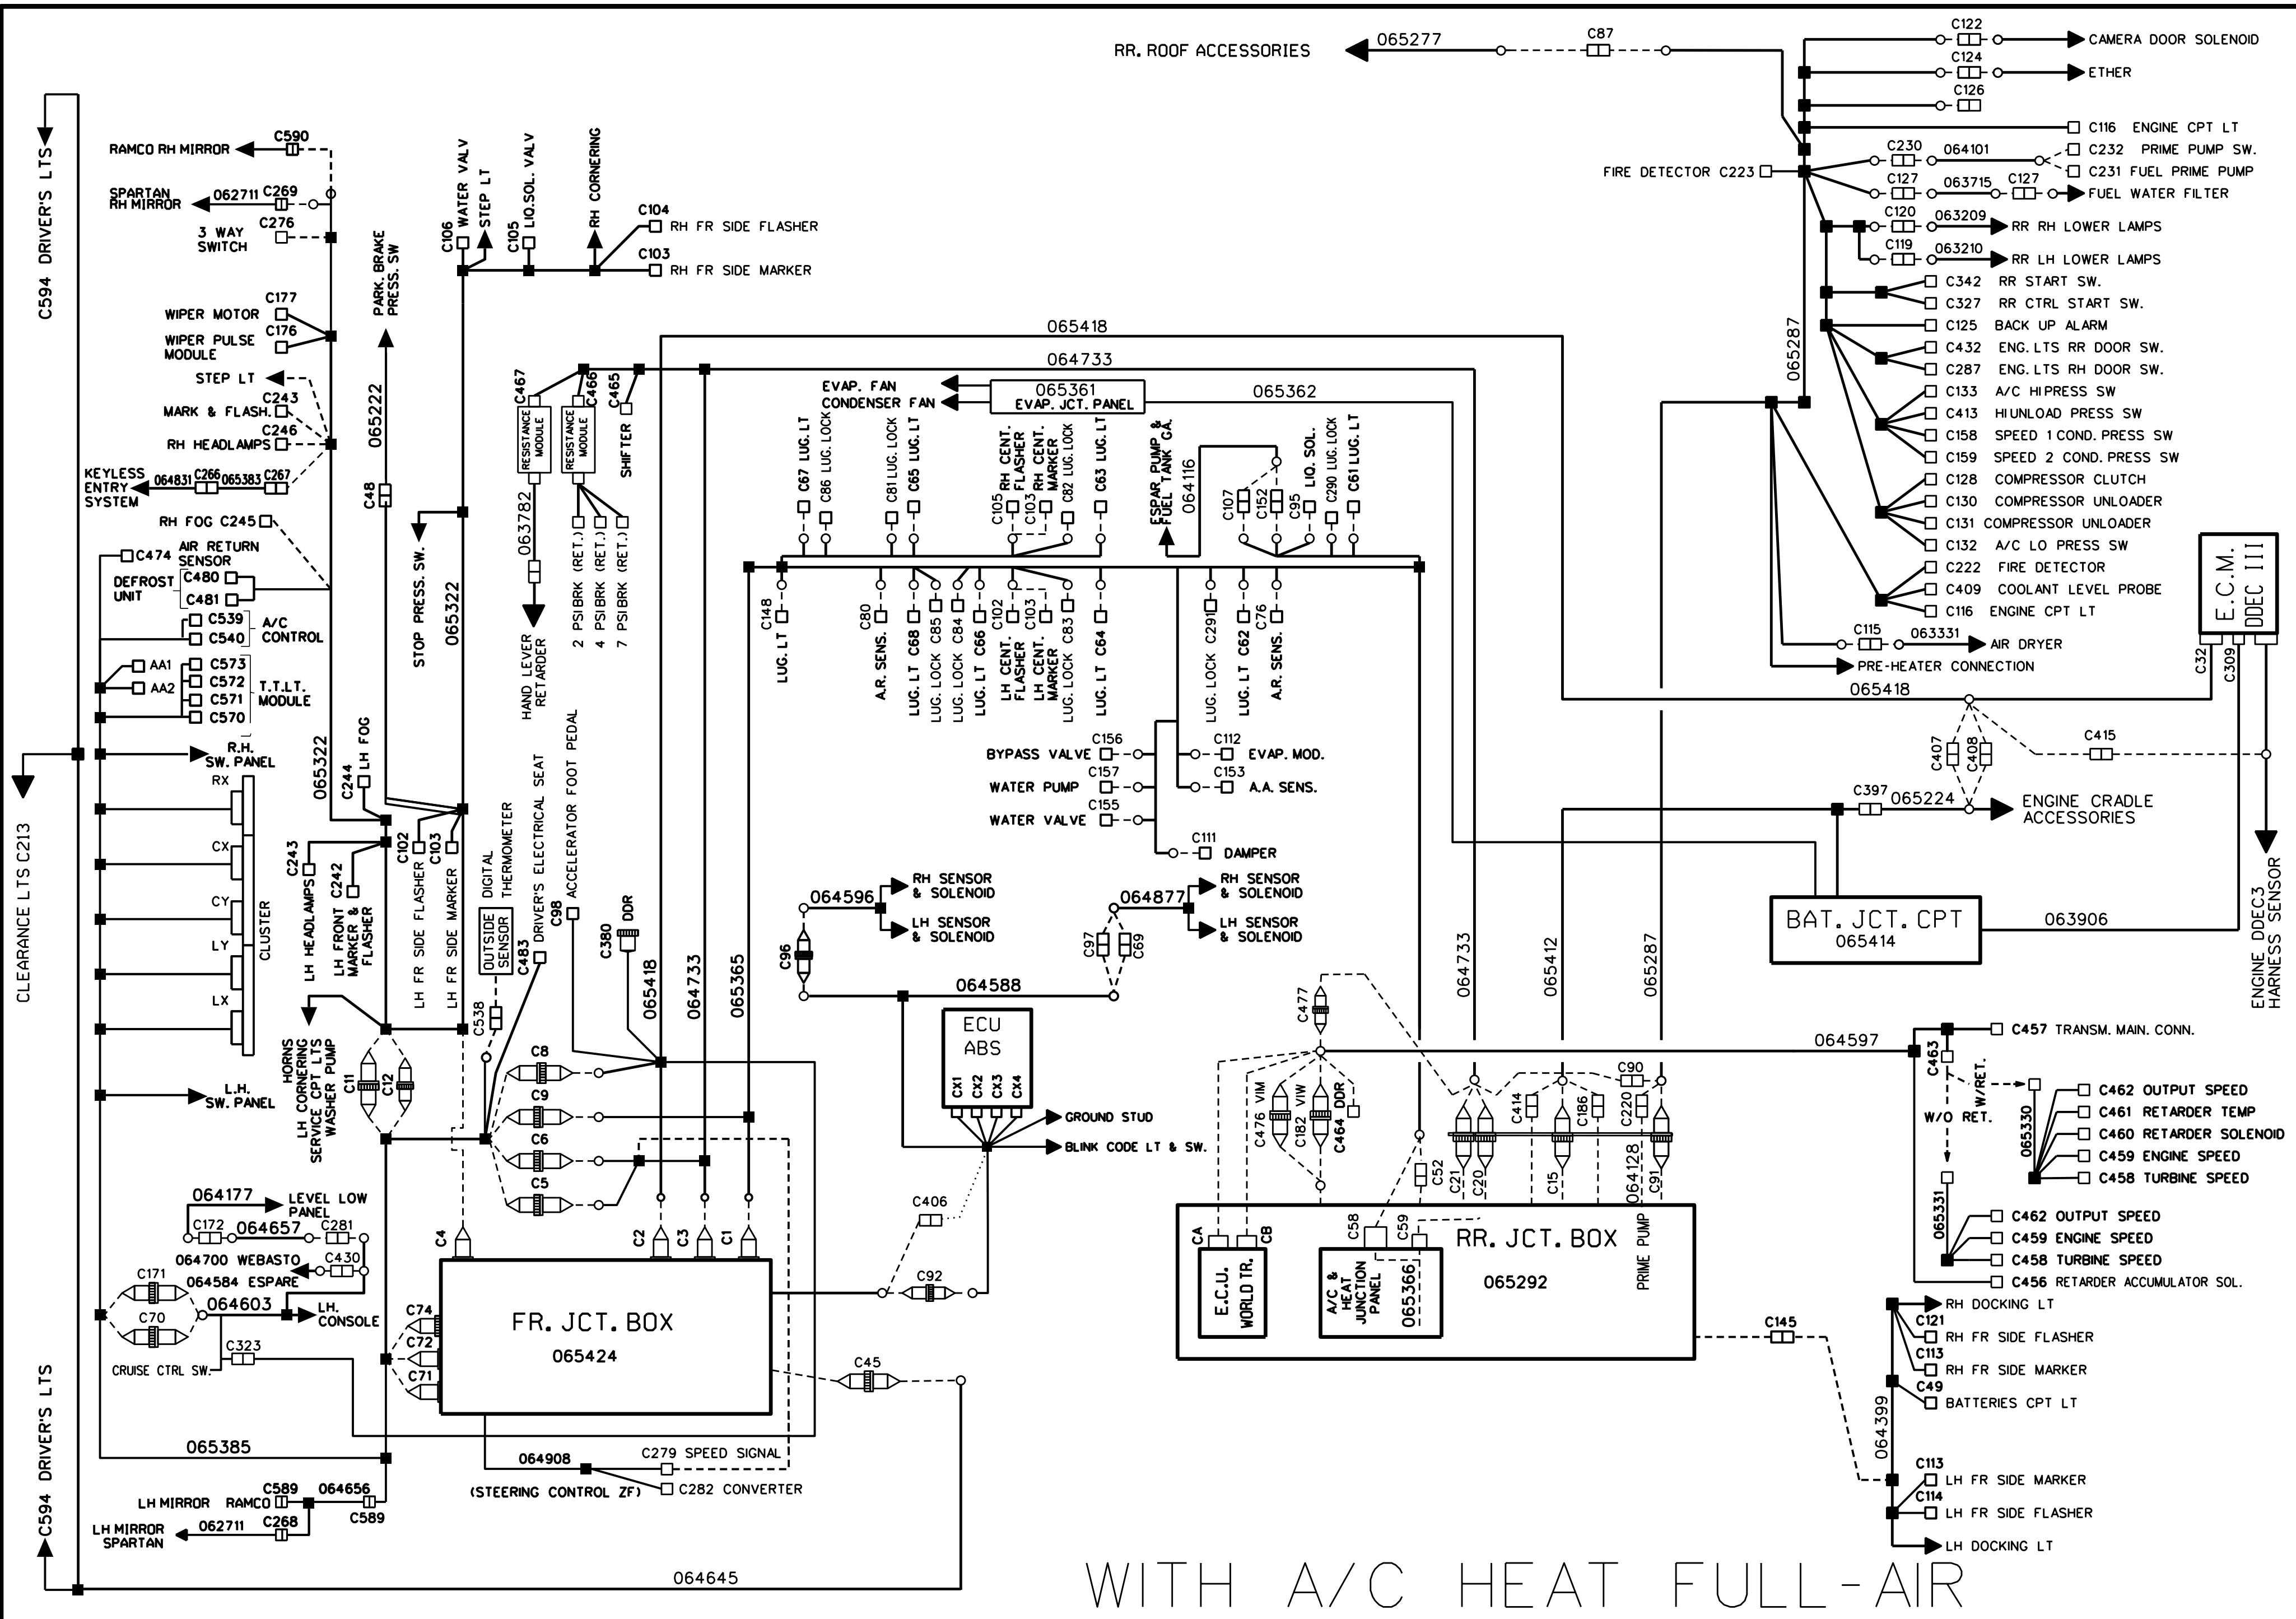 RR. ROOF ACCESSORIES
065277
C87
C122
CAMERA DOOR SOLENOID
C124
ETHER
C126
C116 ENGINE CPT LT
C230
064101
C232 PRIME PUMP SW.
C231 FUEL PRIME PUMP
FIRE DETECTOR C223
C127
063715
C127
FUEL WATER FILTER
C120
063209
RR RH LOWER LAMPS
C119
063210
RR LH LOWER LAMPS
C342 RR START SW.
C327 RR CTRL START SW.
C125 BACK UP ALARM
C432 ENG. LTS RR DOOR SW.
C287 ENG. LTS RH DOOR SW.
C133 A/C HI PRESS SW
C413 HI UNLOAD PRESS SW
C158 SPEED 1 COND. PRESS SW
C159 SPEED 2 COND. PRESS SW
C128 COMPRESSOR CLUTCH
C130 COMPRESSOR UNLOADER
C131 COMPRESSOR UNLOADER
C132 A/C LO PRESS SW
C222 FIRE DETECTOR
C409 COOLANT LEVEL PROBE
C116 ENGINE CPT LT
C115
063331
AIR DRYER
PRE-HEATER CONNECTION
065287
E.C.M.
DDEC III
C32
C309
065418
C407
C408
C415
C397
065224
ENGINE CRADLE
ACCESSORIES
BAT. JCT. CPT
065414
063906
ENGINE DDEC3
HARNESS SENSOR
C594 DRIVER'S LTS
RAMCO RH MIRROR
C590
SPARTAN
RH MIRROR
062711
C269
3 WAY
SWITCH
C276
WIPER MOTOR
C177
WIPER PULSE
MODULE
C176
STEP LT
MARK & FLASH.
C243
RH HEADLAMPS
C246
KEYLESS
ENTRY
SYSTEM
064831
C266
065383
C267
RH FOG C245
C474
AIR RETURN
SENSOR
DEFROST
UNIT
C480
C481
C539
C540
A/C
CONTROL
AA1
AA2
C573
C572
C571
C570
T.T.LT.
MODULE
R.H.
SW. PANEL
RX
CX
CY
LY
LX
CLUSTER
L.H.
SW. PANEL
CLEARANCE LTS C213
PARK. BRAKE
PRESS. SW
065222
C48
C106
WATER VALV
STEP LT
C105
LIQ.SOL. VALV
RH CORNERING
C104
RH FR SIDE FLASHER
C103
RH FR SIDE MARKER
STOP PRESS. SW.
065322
065322
C244
LH FOG
C243
LH HEADLAMPS
C242
LH FRONT
MARKER &
FLASHER
C102
LH FR SIDE FLASHER
C103
LH FR SIDE MARKER
HORNS
LH CORNERING
SERVICE CPT LTS
WASHER PUMP
C11
C12
065418
064733
C467
C466
C465
RESISTANCE
MODULE
RESISTANCE
MODULE
SHIFTER
063782
2 PSI BRK (RET.)
4 PSI BRK (RET.)
7 PSI BRK (RET.)
HAND LEVER
RETARDER
EVAP. FAN
CONDENSER FAN
065361
EVAP. JCT. PANEL
065362
C67 LUG. LT
C86 LUG. LOCK
C81 LUG. LOCK
C65 LUG. LT
C105
RH CENT.
FLASHER
C103
RH CENT.
MARKER
C82 LUG. LOCK
C63 LUG. LT
ESPAR PUMP &
FUEL TANK GA.
064116
C107
C152
C95
LIQ. SOL.
C290 LUG. LOCK
C61 LUG. LT
C148
LUG. LT
C80
A.R. SENS.
LUG. LT C68
LUG. LOCK C85
LUG. LOCK C84
LUG. LT C66
C102
LH CENT.
FLASHER
C103
LH CENT.
MARKER
LUG. LOCK C83
LUG. LT C64
LUG. LOCK C291
LUG. LT C62
C76
A.R. SENS.
BYPASS VALVE
C156
WATER PUMP
C157
WATER VALVE
C155
C112
EVAP. MOD.
C153
A.A. SENS.
C111
DAMPER
DIGITAL
THERMOMETER
OUTSIDE
SENSOR
C538
C483
DRIVER'S ELECTRICAL SEAT
C98
ACCELERATOR FOOT PEDAL
C380
DDR
065418
064733
065365
064596
RH SENSOR
& SOLENOID
LH SENSOR
& SOLENOID
C96
064877
RH SENSOR
& SOLENOID
LH SENSOR
& SOLENOID
C97
C69
064588
ECU
ABS
CX1
CX2
CX3
CX4
GROUND STUD
BLINK CODE LT & SW.
C8
C9
C6
C5
C4
C2
C3
C1
C406
C92
C45
FR. JCT. BOX
065424
C74
C72
C71
064177
LEVEL LOW
PANEL
C172
064657
C281
064700 WEBASTO
C430
064584 ESPARE
C171
064603
LH.
CONSOLE
C70
C323
CRUISE CTRL SW.
065385
LH MIRROR RAMCO
C589
064656
C589
LH MIRROR
SPARTAN
062711
C268
C594 DRIVER'S LTS
064645
064908
C279 SPEED SIGNAL
(STEERING CONTROL ZF)
C282 CONVERTER
064733
065412
065287
C477
C476 VIM
C182 VIW
C464 DDR
C52
C21
C20
C414
C15
C186
C220
C90
064128
C91
064597
CA
CB
E.C.U.
WORLD TR.
C58
C59
A/C &
HEAT
JUNCTION
PANEL
065366
RR. JCT. BOX
065292
PRIME PUMP
C457 TRANSM. MAIN. CONN.
C463
W/RET.
W/O RET.
065330
C462 OUTPUT SPEED
C461 RETARDER TEMP
C460 RETARDER SOLENOID
C459 ENGINE SPEED
C458 TURBINE SPEED
065331
C462 OUTPUT SPEED
C459 ENGINE SPEED
C458 TURBINE SPEED
C456 RETARDER ACCUMULATOR SOL.
C145
RH DOCKING LT
C121
RH FR SIDE FLASHER
C113
RH FR SIDE MARKER
C49
BATTERIES CPT LT
064399
C113
LH FR SIDE MARKER
C114
LH FR SIDE FLASHER
LH DOCKING LT
WITH A/C HEAT FULL-AIR